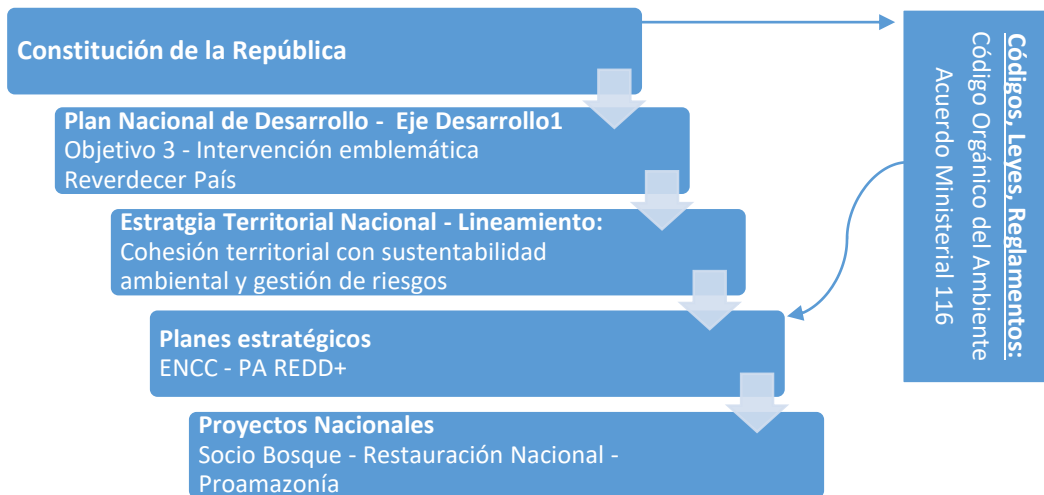 Constitución de la República
Plan Nacional de Desarrollo - Eje Desarrollo1
Objetivo 3 - Intervención emblemática
Reverdecer País
Estratgia Territorial Nacional - Lineamiento:
Cohesión territorial con sustentabilidad
ambiental y gestión de riesgos
Planes estratégicos
ENCC - PA REDD+
Proyectos Nacionales
Socio Bosque - Restauración Nacional -
Proamazonía
Códigos, Leyes, Reglamentos:
Código Orgánico del Ambiente
Acuerdo Ministerial 116